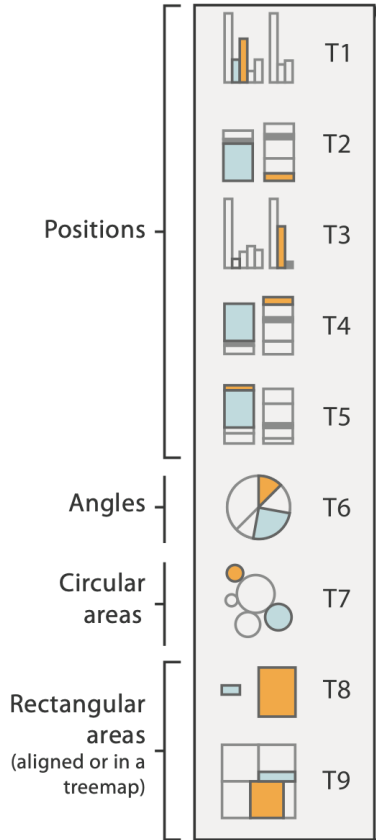 T1
T2
Positions
T3
T4
T5
Angles
T6
Circular
areas
T7
T8
Rectangular
areas
(aligned or in a
treemap)
T9